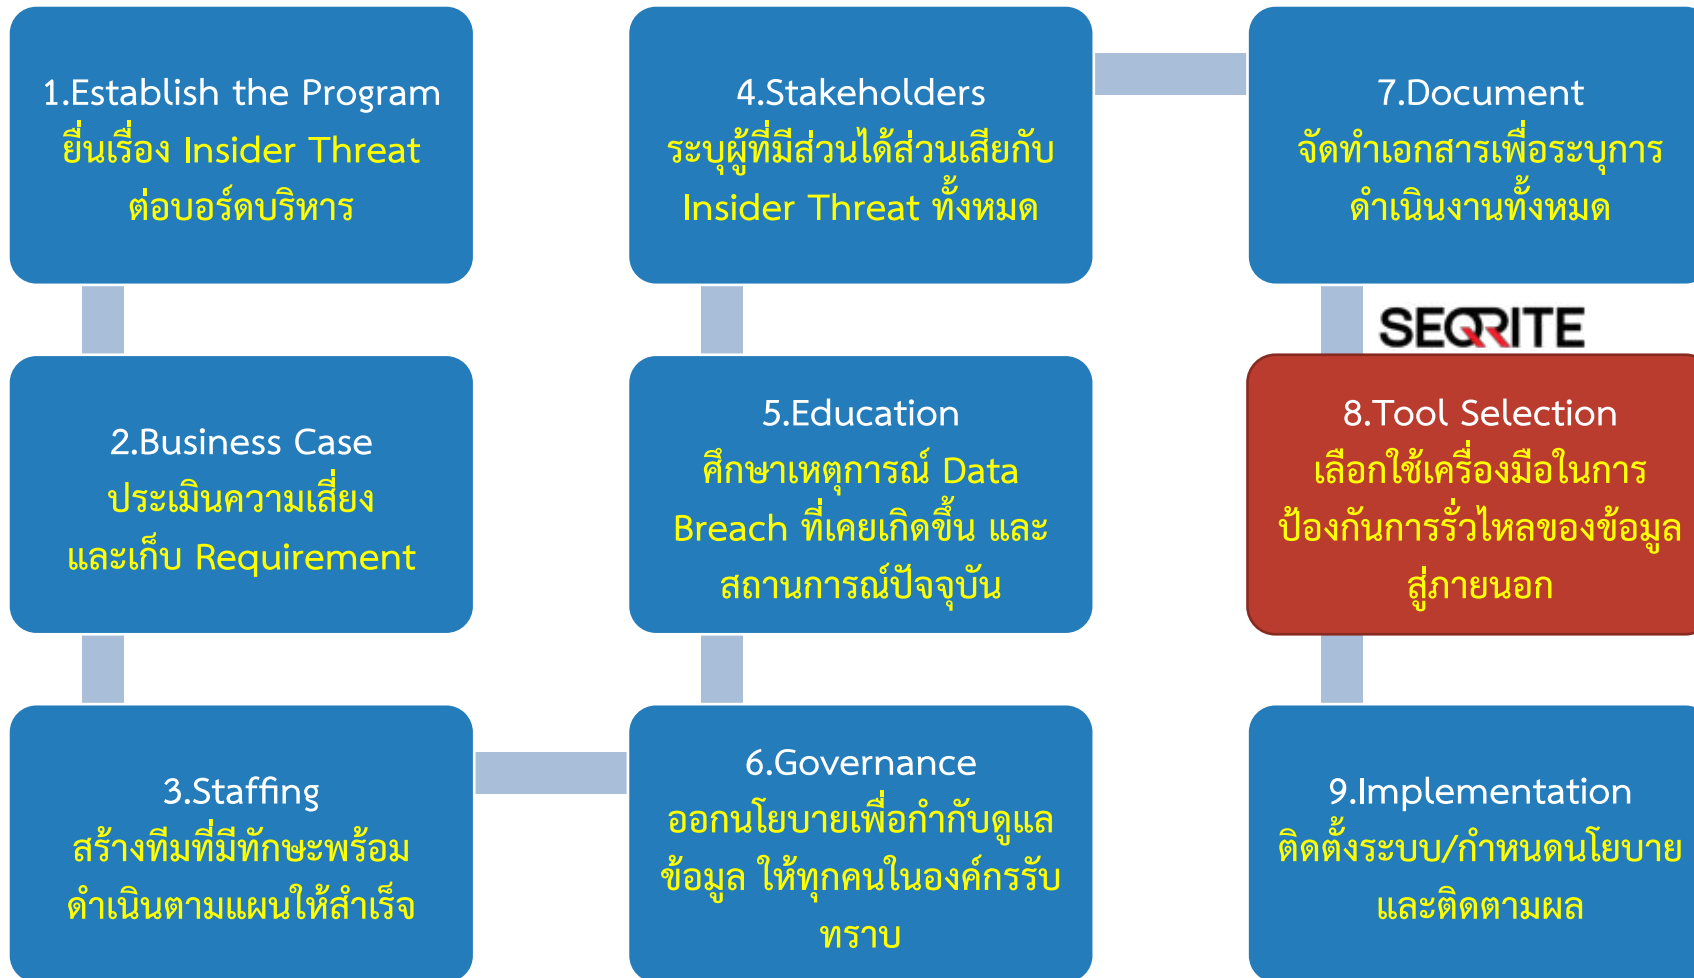 1.Establish the Program
ยื่นเรื่อง Insider Threat
ต่อบอร์ดบริหาร
2.Business Case
ประเมินความเสี่ยง
และเก็บ Requirement
3.Staffing
สร้างทีมที่มีทักษะพร้อม
ดำเนินตามแผนให้สำเร็จ
4.Stakeholders
ระบุผู้ที่มีส่วนได้ส่วนเสียกับ
Insider Threat ทั้งหมด
5.Education
ศึกษาเหตุการณ์ Data
Breach ที่เคยเกิดขึ้น และ
สถานการณ์ปัจจุบัน
6.Governance
ออกนโยบายเพื่อกำกับดูแล
ข้อมูล ให้ทุกคนในองค์กรรับ
ทราบ
7.Document
จัดทำเอกสารเพื่อระบุการ
ดำเนินงานทั้งหมด
SEQRITE
8.Tool Selection
เลือกใช้เครื่องมือในการ
ป้องกันการรั่วไหลของข้อมูล
สู่ภายนอก
9.Implementation
ติดตั้งระบบ/กำหนดนโยบาย
และติดตามผล